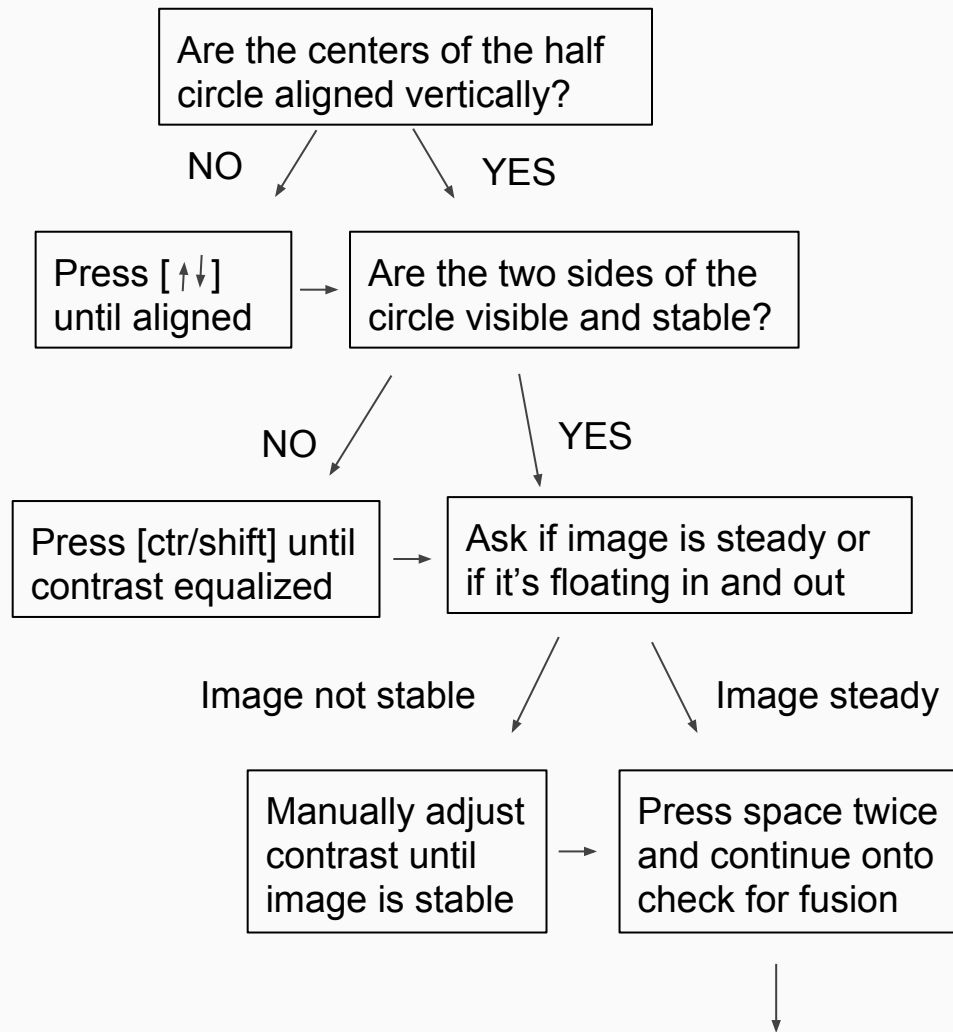 Are the centers of the half
circle aligned vertically?
NO
YES
Press [↑↓]
until aligned
Are the two sides of the
circle visible and stable?
NO
YES
Press [ctr/shift] until
contrast equalized
Ask if image is steady or
if it's floating in and out
Image not stable
Image steady
Manually adjust
contrast until
image is stable
Press space twice
and continue onto
check for fusion